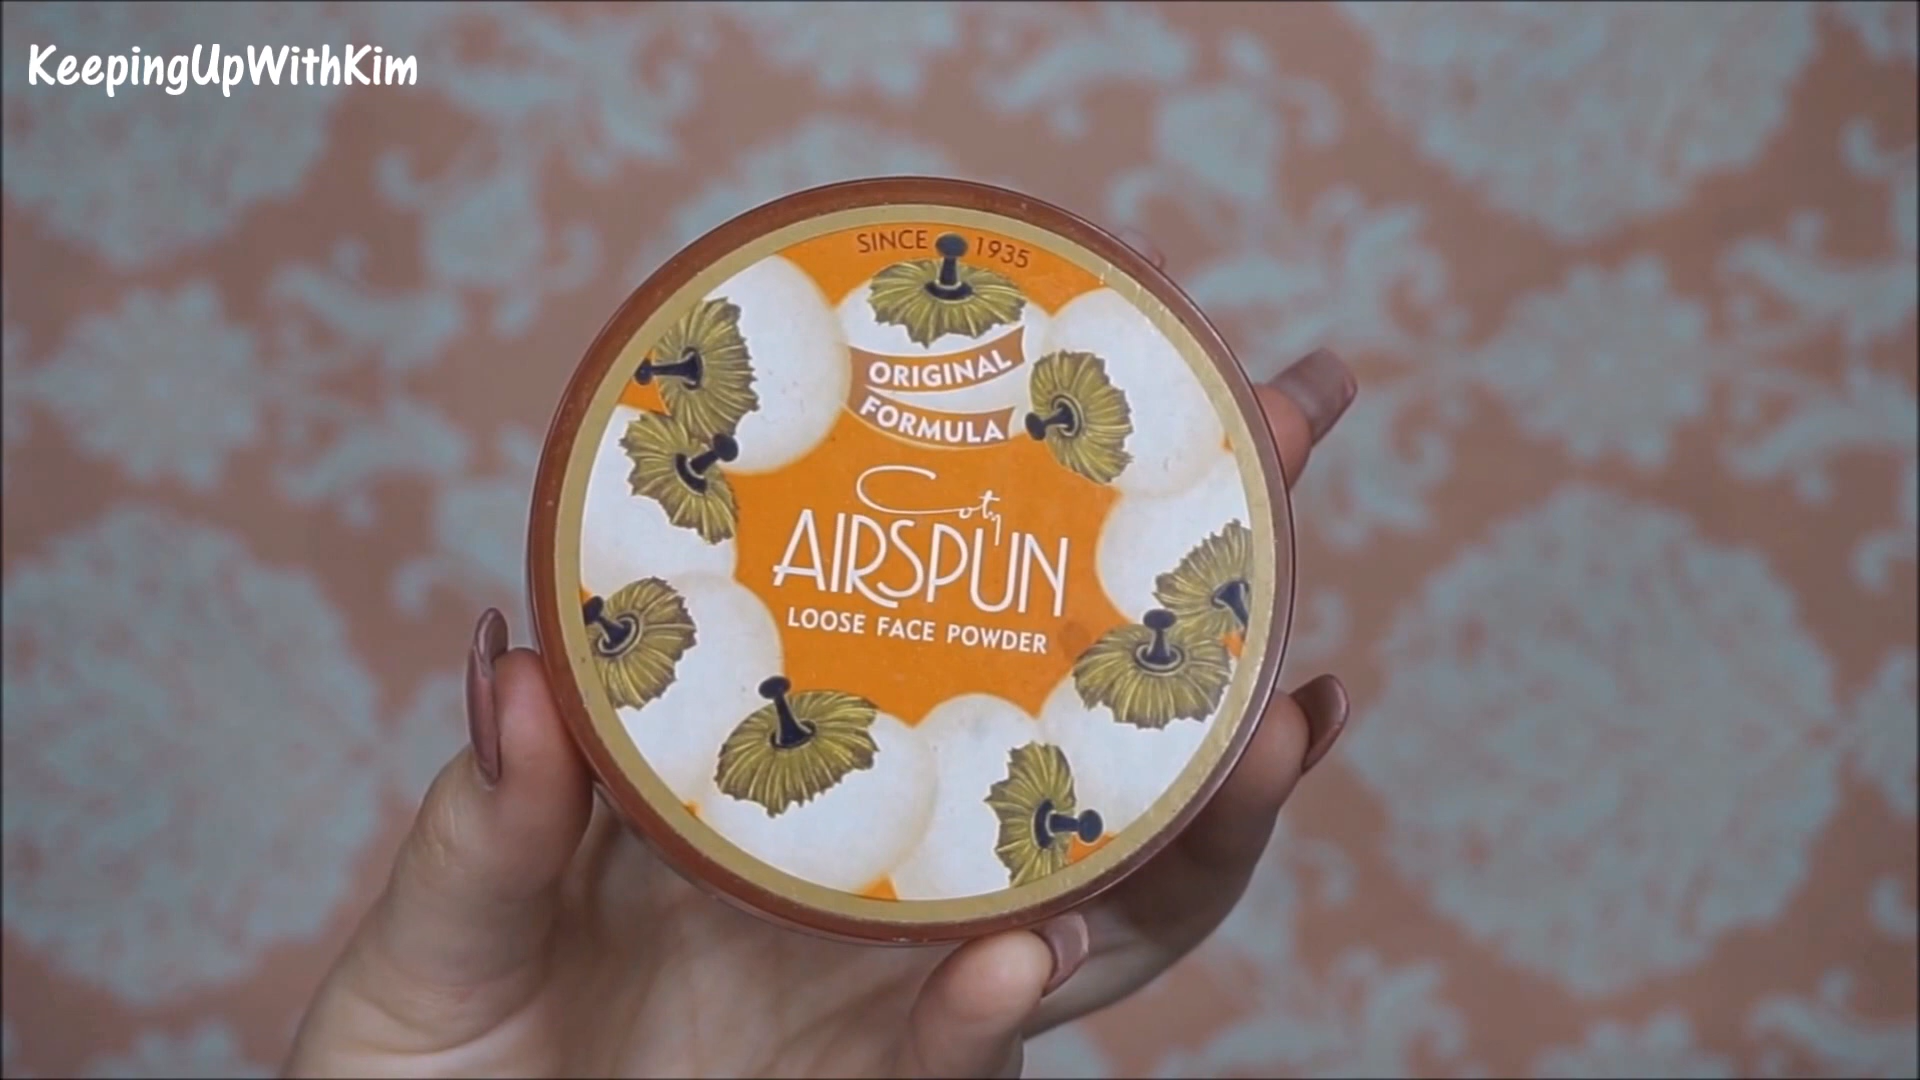 KeepingUpWithKim
SINCE 1935
ORIGINAL
FORMULA
Coty
AIRSPUN
LOOSE FACE POWDER